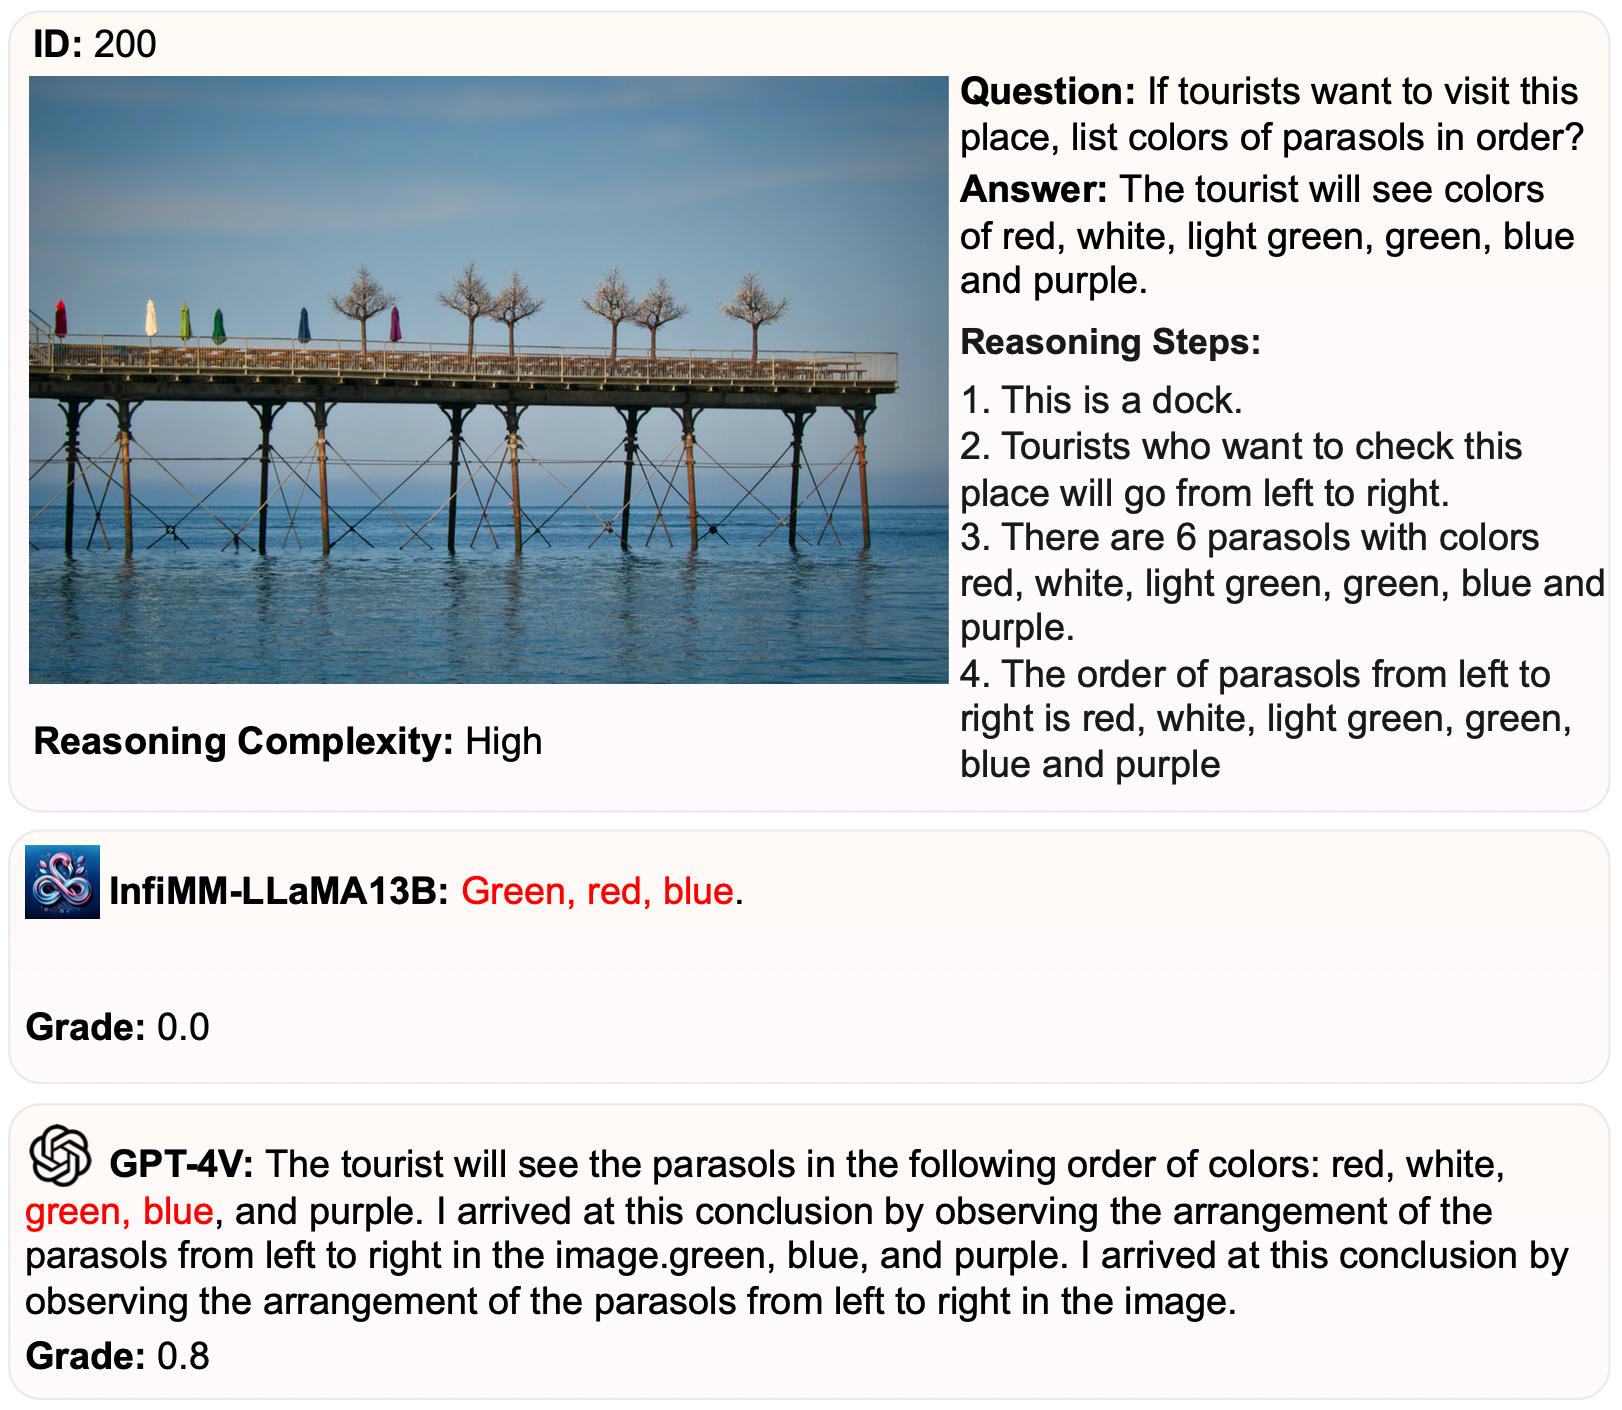 ID: 200
Question: If tourists want to visit this
place, list colors of parasols in order?
Answer: The tourist will see colors
of red, white, light green, green, blue
and purple.
Reasoning Steps:
1. This is a dock.
2. Tourists who want to check this
place will go from left to right.
3. There are 6 parasols with colors
red, white, light green, green, blue and
purple.
4. The order of parasols from left to
right is red, white, light green, green,
blue and purple
Reasoning Complexity: High
InfiMM-LLaMA13B: Green, red, blue.
Grade: 0.0
GPT-4V: The tourist will see the parasols in the following order of colors: red, white,
green, blue, and purple. I arrived at this conclusion by observing the arrangement of the
parasols from left to right in the image.green, blue, and purple. I arrived at this conclusion by
observing the arrangement of the parasols from left to right in the image.
Grade: 0.8